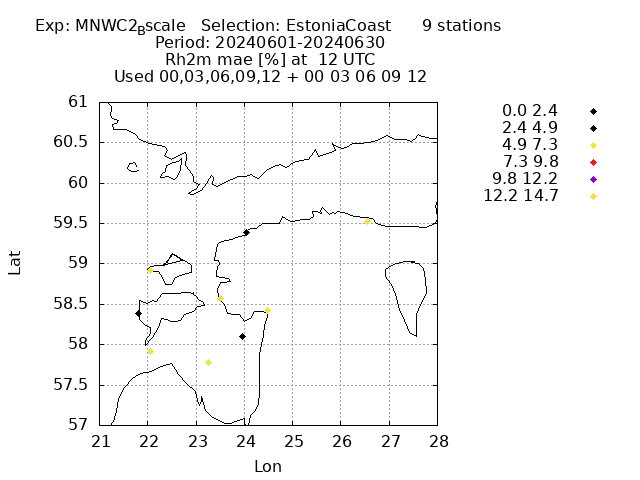 Exp: MNWC2_Bscale   Selection: EstoniaCoast      9 stations
Period: 20240601-20240630
Rh2m mae [%] at  12 UTC
Used 00,03,06,09,12 + 00 03 06 09 12
0.0 2.4
2.4 4.9
4.9 7.3
7.3 9.8
9.8 12.2
12.2 14.7
61
60.5
60
59.5
59
58.5
58
57.5
57
Lat
21 22 23 24 25 26 27 28
Lon